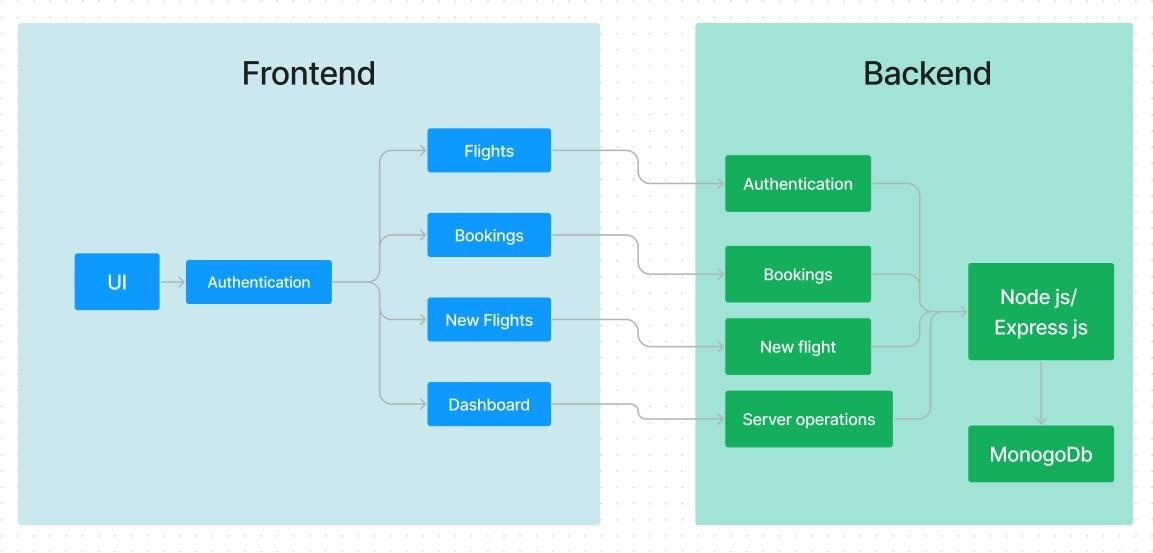 Frontend
UI
Authentication
Flights
Bookings
New Flights
Dashboard
Backend
Authentication
Bookings
New flight
Server operations
Node js/
Express js
MonogoDb